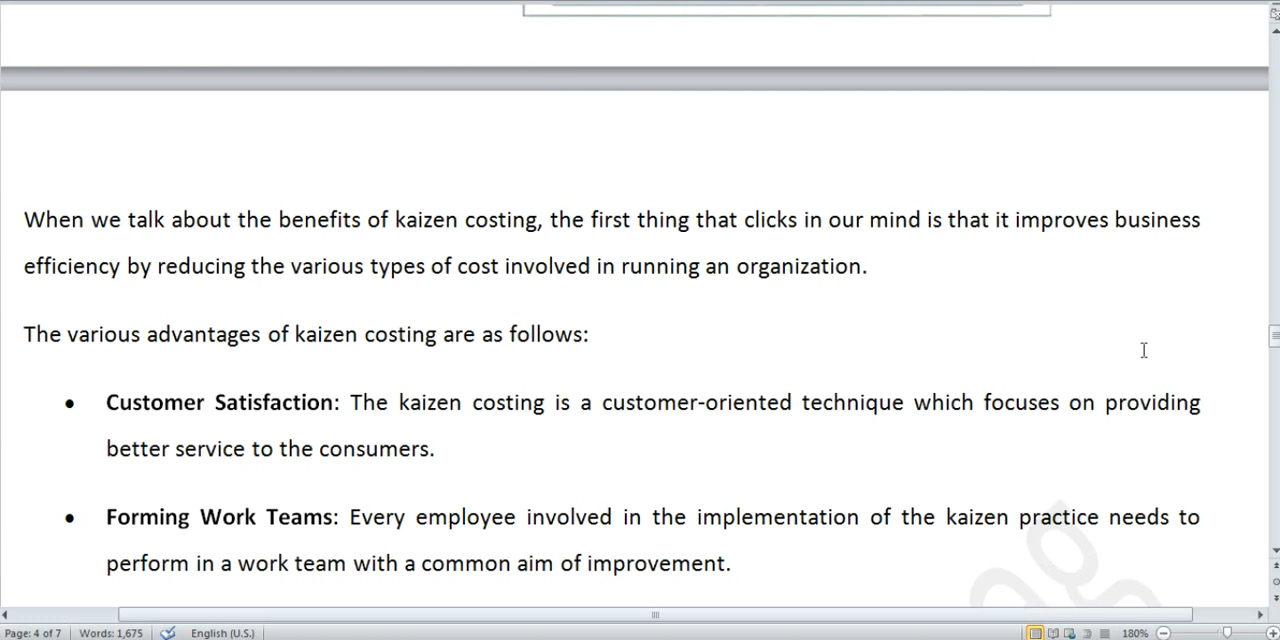 When we talk about the benefits of kaizen costing, the first thing that clicks in our mind is that it improves business
efficiency by reducing the various types of cost involved in running an organization.
The various advantages of kaizen costing are as follows:
• Customer Satisfaction: The kaizen costing is a customer-oriented technique which focuses on providing
better service to the consumers.
• Forming Work Teams: Every employee involved in the implementation of the kaizen practice needs to
perform in a work team with a common aim of improvement.
Page: 4 of 7 Words: 1,675 English (U.S.) 180%